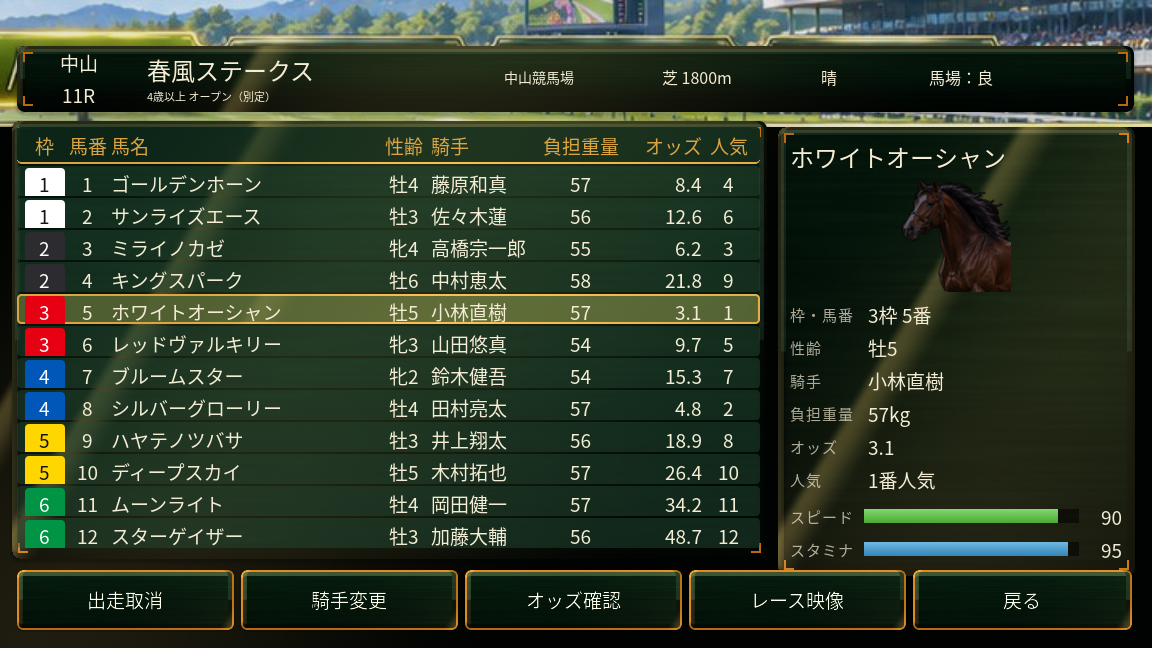 中山
11R
春風ステークス
4歳以上 オープン（別定）
中山競馬場
芝 1800m
晴
馬場：良
枠 馬番 馬名 性齢 騎手 負担重量 オッズ 人気
1 1 ゴールデンホーン 牡4 藤原和真 57 8.4 4
1 2 サンライズエース 牡3 佐々木蓮 56 12.6 6
2 3 ミライノカゼ 牝4 高橋宗一郎 55 6.2 3
2 4 キングスパーク 牡6 中村恵太 58 21.8 9
3 5 ホワイトオーシャン 牡5 小林直樹 57 3.1 1
3 6 レッドヴァルキリー 牝3 山田悠真 54 9.7 5
4 7 ブルームスター 牝2 鈴木健吾 54 15.3 7
4 8 シルバーグローリー 牡4 田村亮太 57 4.8 2
5 9 ハヤテノツバサ 牡3 井上翔太 56 18.9 8
5 10 ディープスカイ 牡5 木村拓也 57 26.4 10
6 11 ムーンライト 牡4 岡田健一 57 34.2 11
6 12 スターゲイザー 牡3 加藤大輔 56 48.7 12
ホワイトオーシャン
枠・馬番 3枠 5番
性齢 牡5
騎手 小林直樹
負担重量 57kg
オッズ 3.1
人気 1番人気
スピード 90
スタミナ 95
出走取消
騎手変更
オッズ確認
レース映像
戻る